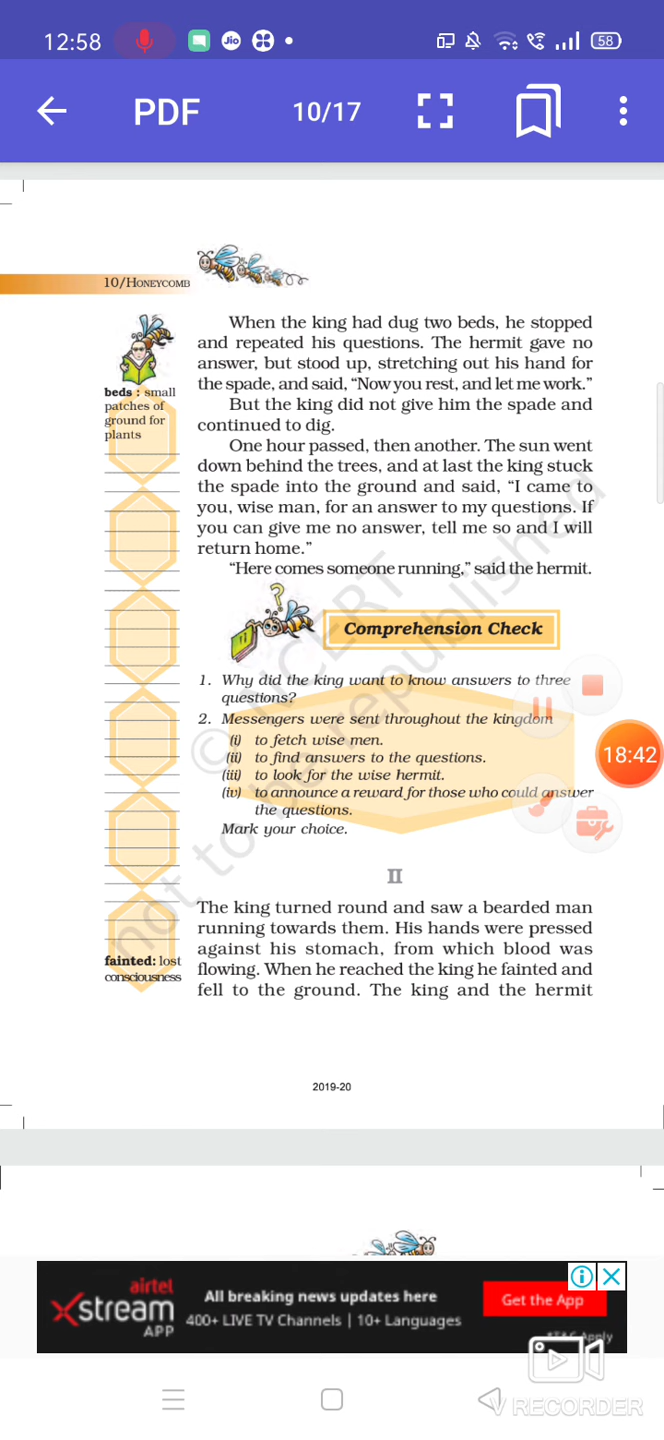 12:58
Jio
58
PDF
10/17
10/HONEYCOMB
When the king had dug two beds, he stopped
and repeated his questions. The hermit gave no
answer, but stood up, stretching out his hand for
the spade, and said, “Now you rest, and let me work.”
But the king did not give him the spade and
continued to dig.
One hour passed, then another. The sun went
down behind the trees, and at last the king stuck
the spade into the ground and said, “I came to
you, wise man, for an answer to my questions. If
you can give me no answer, tell me so and I will
return home.”
“Here comes someone running,” said the hermit.
beds : small
patches of
ground for
plants
Comprehension Check
1. Why did the king want to know answers to three
questions?
2. Messengers were sent throughout the kingdom
(i) to fetch wise men.
(ii) to find answers to the questions.
(iii) to look for the wise hermit.
(iv) to announce a reward for those who could answer
the questions.
Mark your choice.
18:42
II
The king turned round and saw a bearded man
running towards them. His hands were pressed
against his stomach, from which blood was
flowing. When he reached the king he fainted and
fell to the ground. The king and the hermit
fainted: lost
consciousness
© NCERT
not to be republished
2019-20
airtel
Xstream
APP
All breaking news updates here
400+ LIVE TV Channels | 10+ Languages
Get the App
Apply
V RECORDER